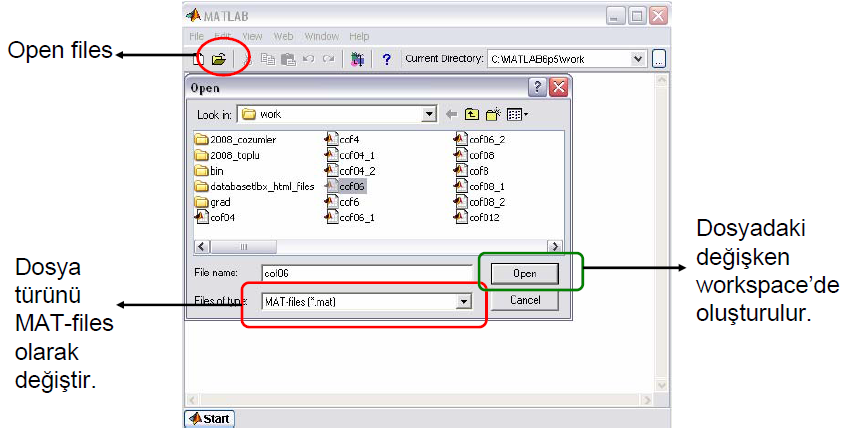 MATLAB
File Edit View Web Window Help
Open files
Current Directory: C:\MATLAB6p5\work
Open
Look in: work
2008_cozumler
2008_toplu
bin
databasetlbx_html_files
grad
cof04
cof4
cof04_1
cof04_2
cof06
cof6
cof06_1
cof06_2
cof08
cof8
cof08_1
cof08_2
cof012
File name: cof06
Open
Files of type: MAT-files (*.mat)
Cancel
Dosya
türünü
MAT-files
olarak
değiştir.
Dosyadaki
değişken
workspace’de
oluşturulur.
Start